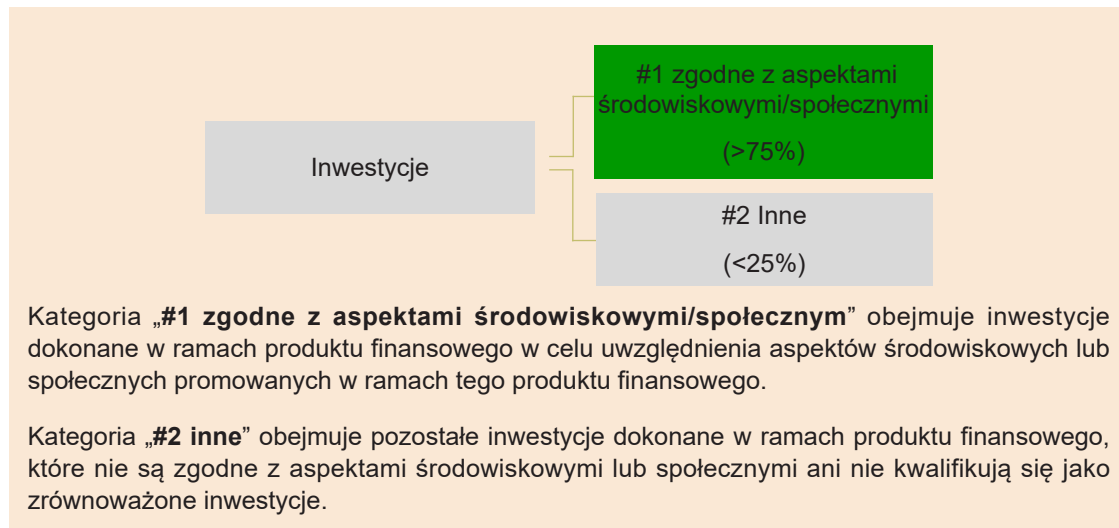 #1 zgodne z aspektami
środowiskowymi/społecznymi
(>75%)
Inwestycje
#2 Inne
(<25%)
Kategoria „#1 zgodne z aspektami środowiskowymi/społecznym” obejmuje inwestycje
dokonane w ramach produktu finansowego w celu uwzględnienia aspektów środowiskowych lub
społecznych promowanych w ramach tego produktu finansowego.
Kategoria „#2 inne” obejmuje pozostałe inwestycje dokonane w ramach produktu finansowego,
które nie są zgodne z aspektami środowiskowymi lub społecznymi ani nie kwalifikują się jako
zrównoważone inwestycje.